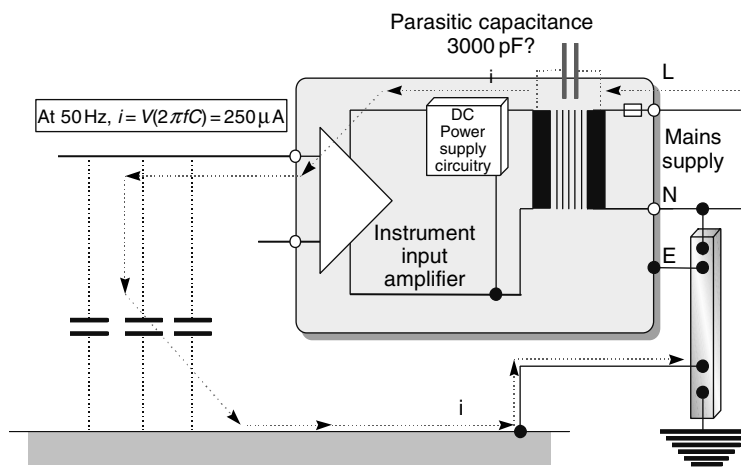 Parasitic capacitance
3000 pF?
i
L
At 50 Hz, i = V(2πfC) = 250 µA
DC
Power
supply
circuitry
Mains
supply
N
Instrument
input
amplifier
E
i